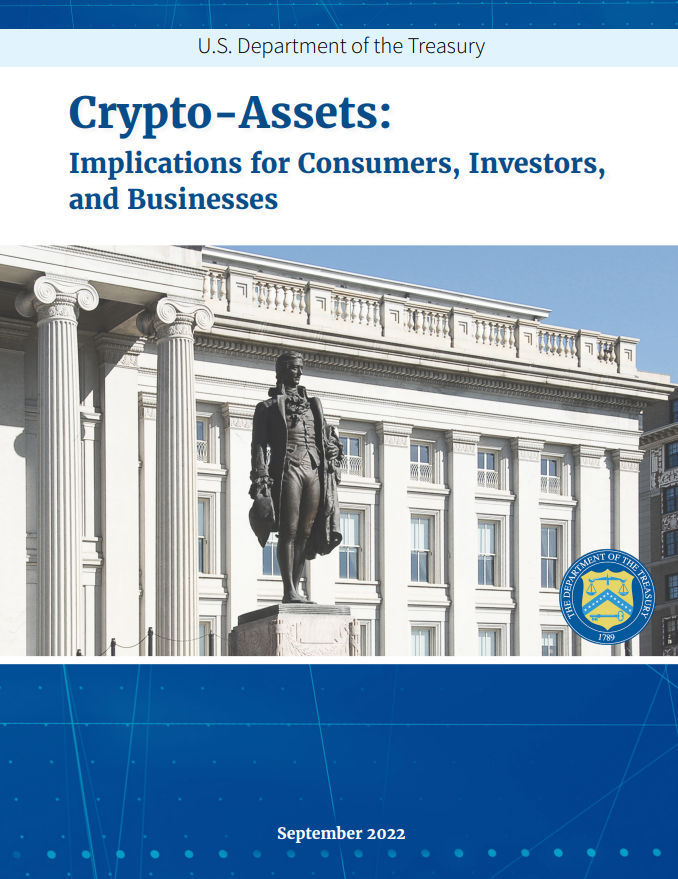 U.S. Department of the Treasury
Crypto-Assets:
Implications for Consumers, Investors,
and Businesses
THE DEPARTMENT OF THE TREASURY
1789
September 2022